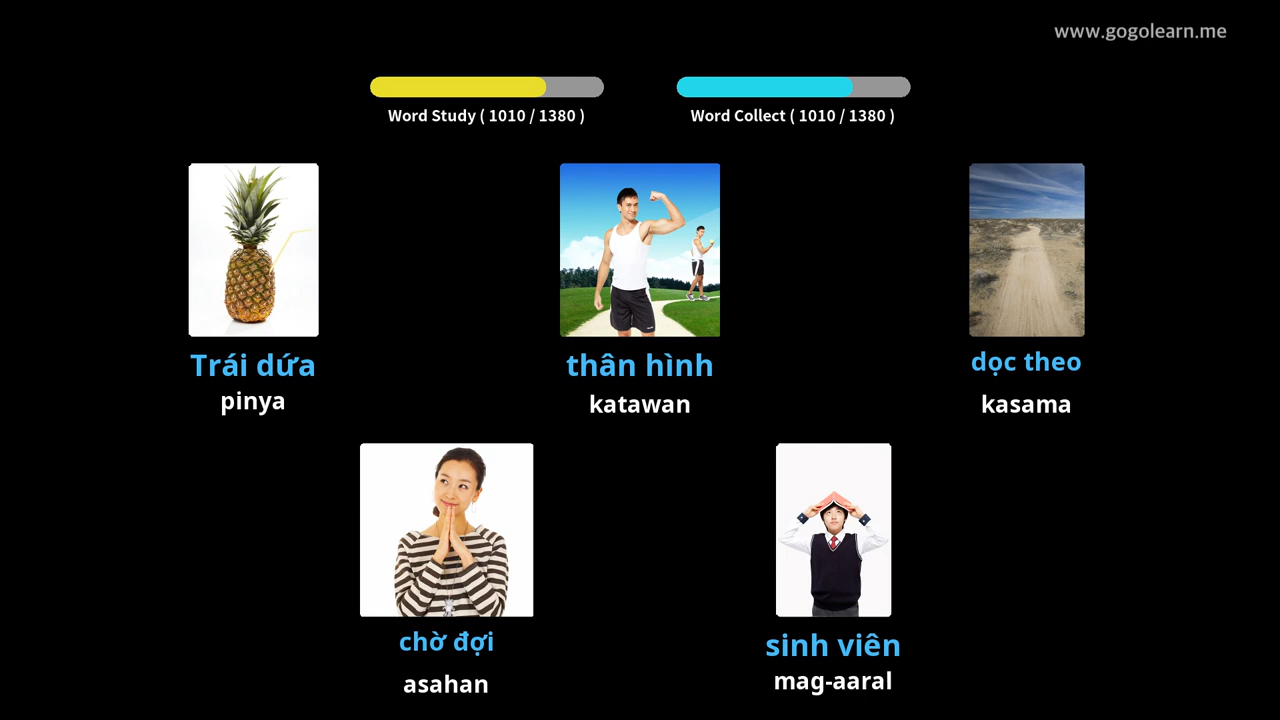 www.gogolearn.me
Word Study ( 1010 / 1380 )
Word Collect ( 1010 / 1380 )
Trái dứa
pinya
thân hình
katawan
dọc theo
kasama
chờ đợi
asahan
sinh viên
mag-aaral